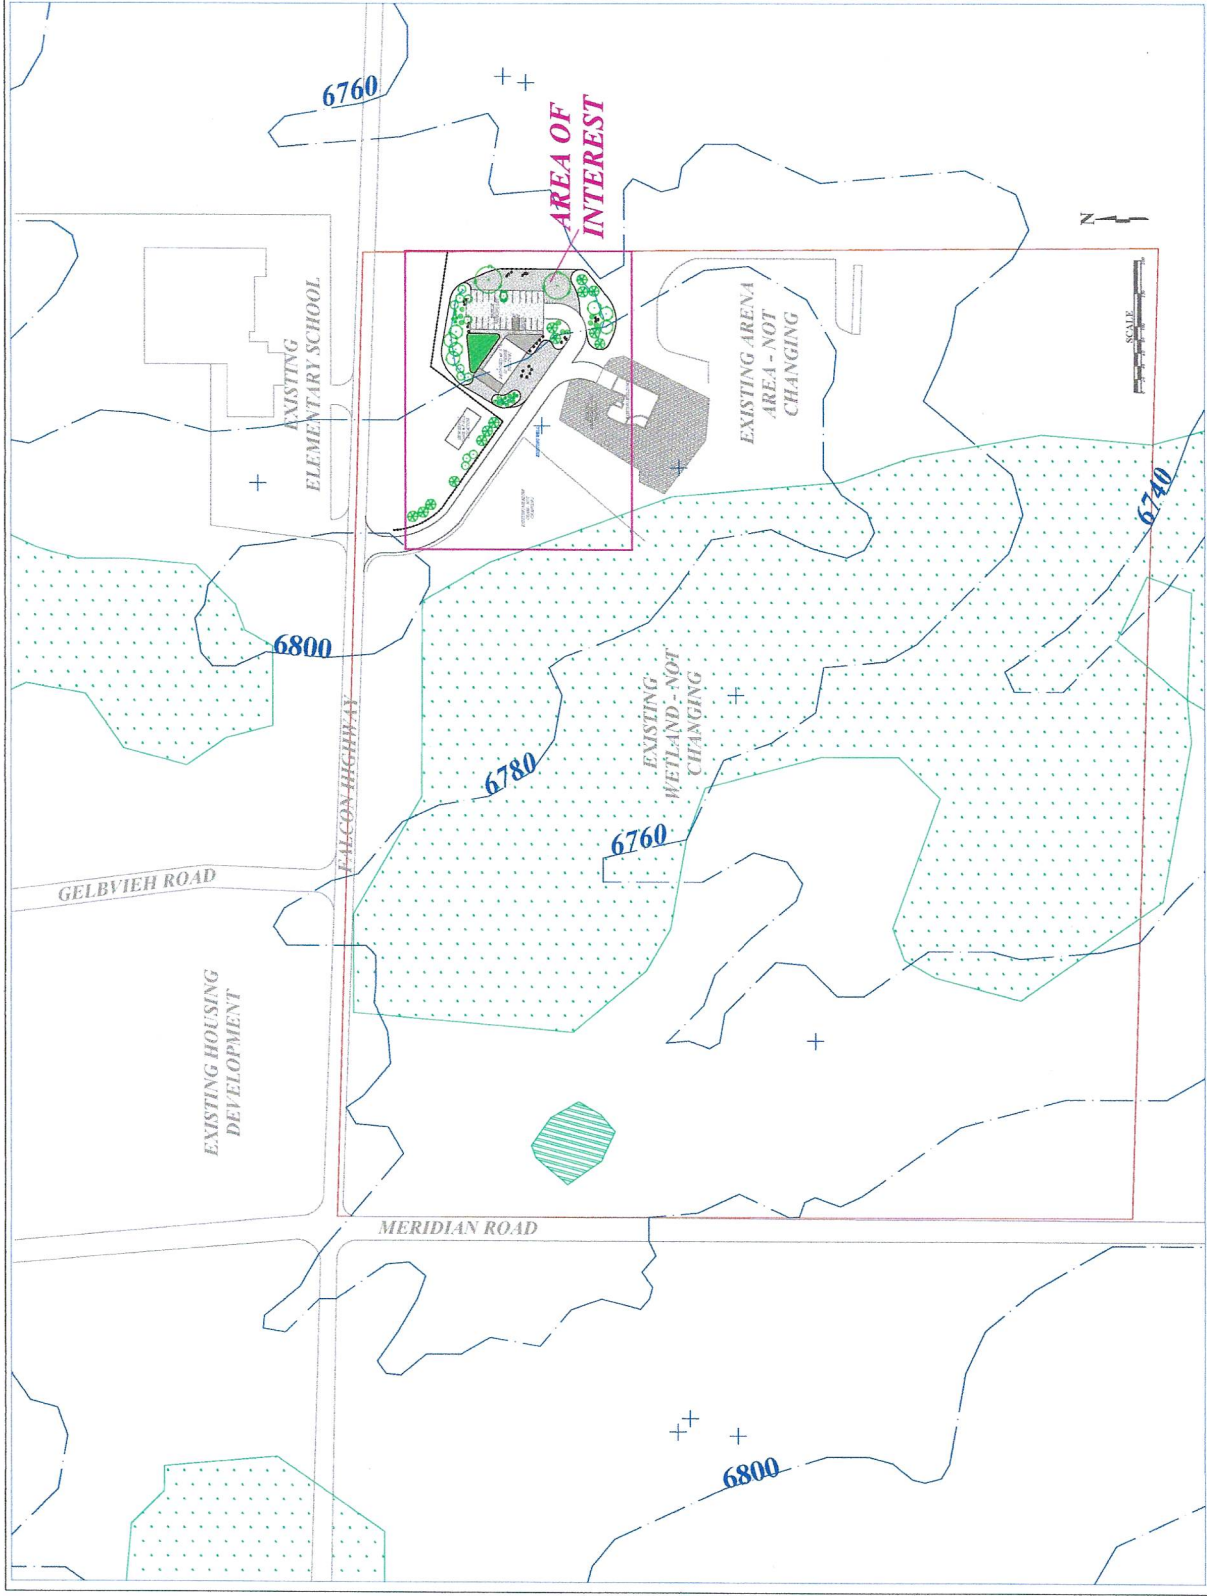 6760
AREA OF
INTEREST
N
SCALE
EXISTING
ELEMENTARY SCHOOL
EXISTING ARENA
AREA - NOT
CHANGING
6740
6800
FALCON HIGHWAY
EXISTING
WETLAND - NOT
CHANGING
6780
6760
GELBVIEH ROAD
EXISTING HOUSING
DEVELOPMENT
MERIDIAN ROAD
6800